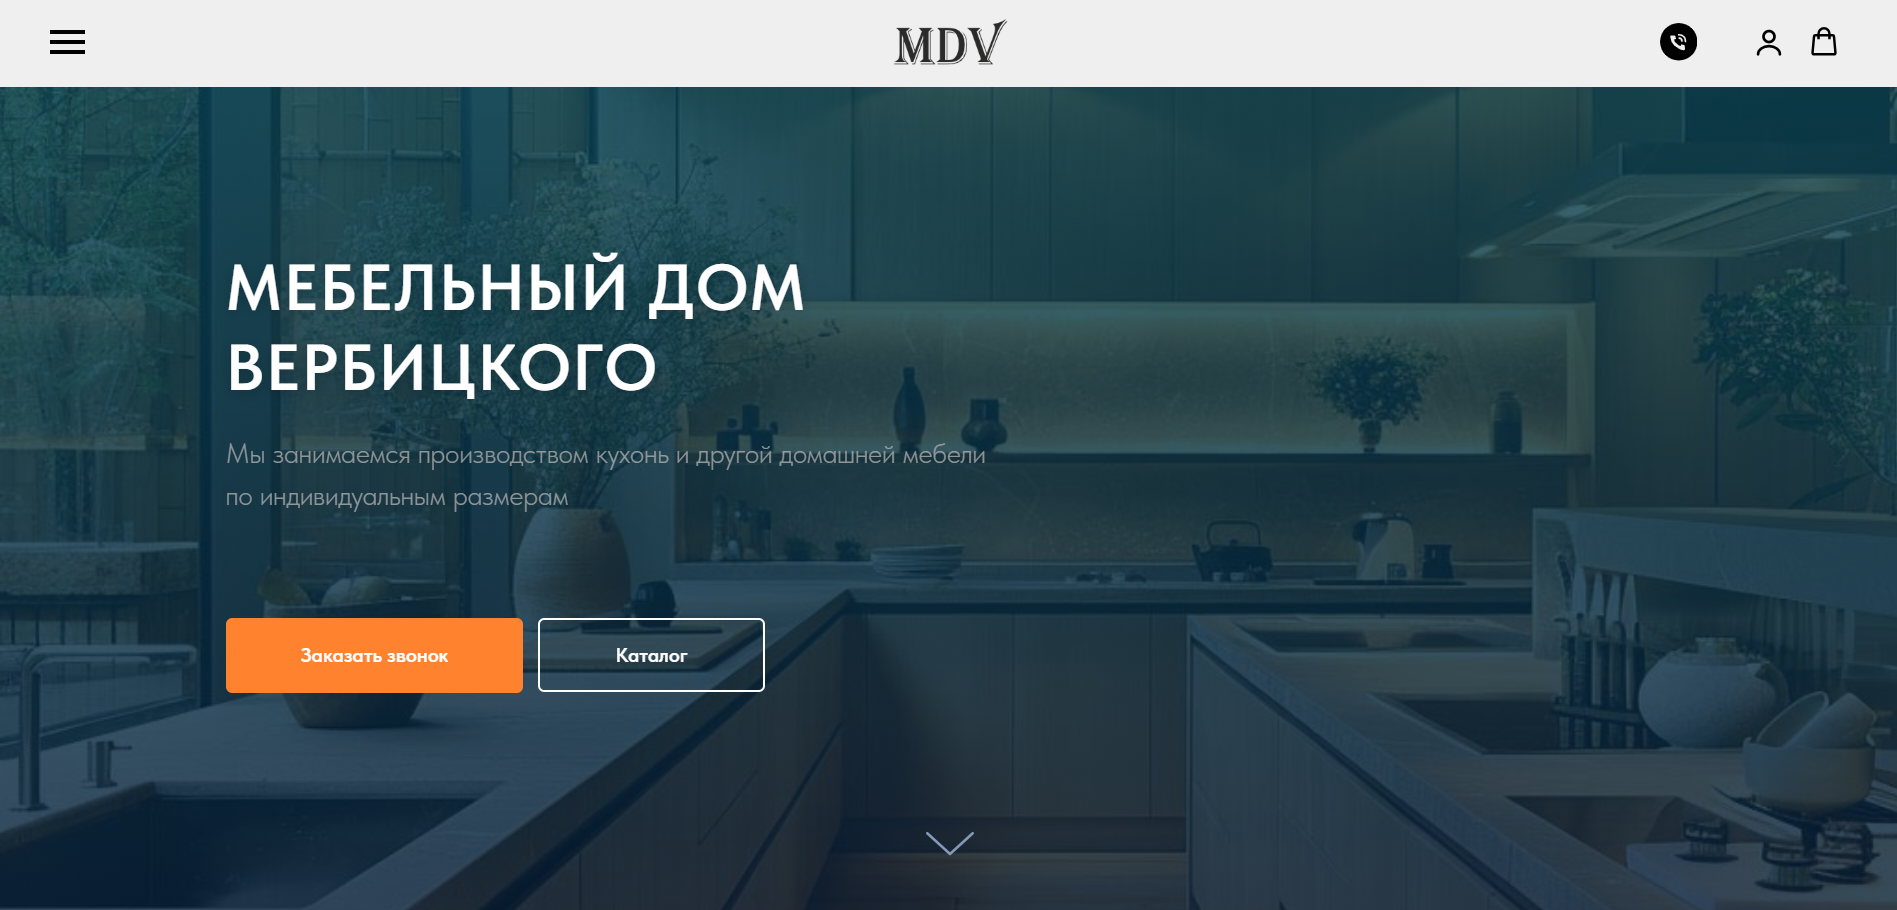 MDV
МЕБЕЛЬНЫЙ ДОМ
ВЕРБИЦКОГО
Мы занимаемся производством кухонь и другой домашней мебели
по индивидуальным размерам
Заказать звонок
Каталог